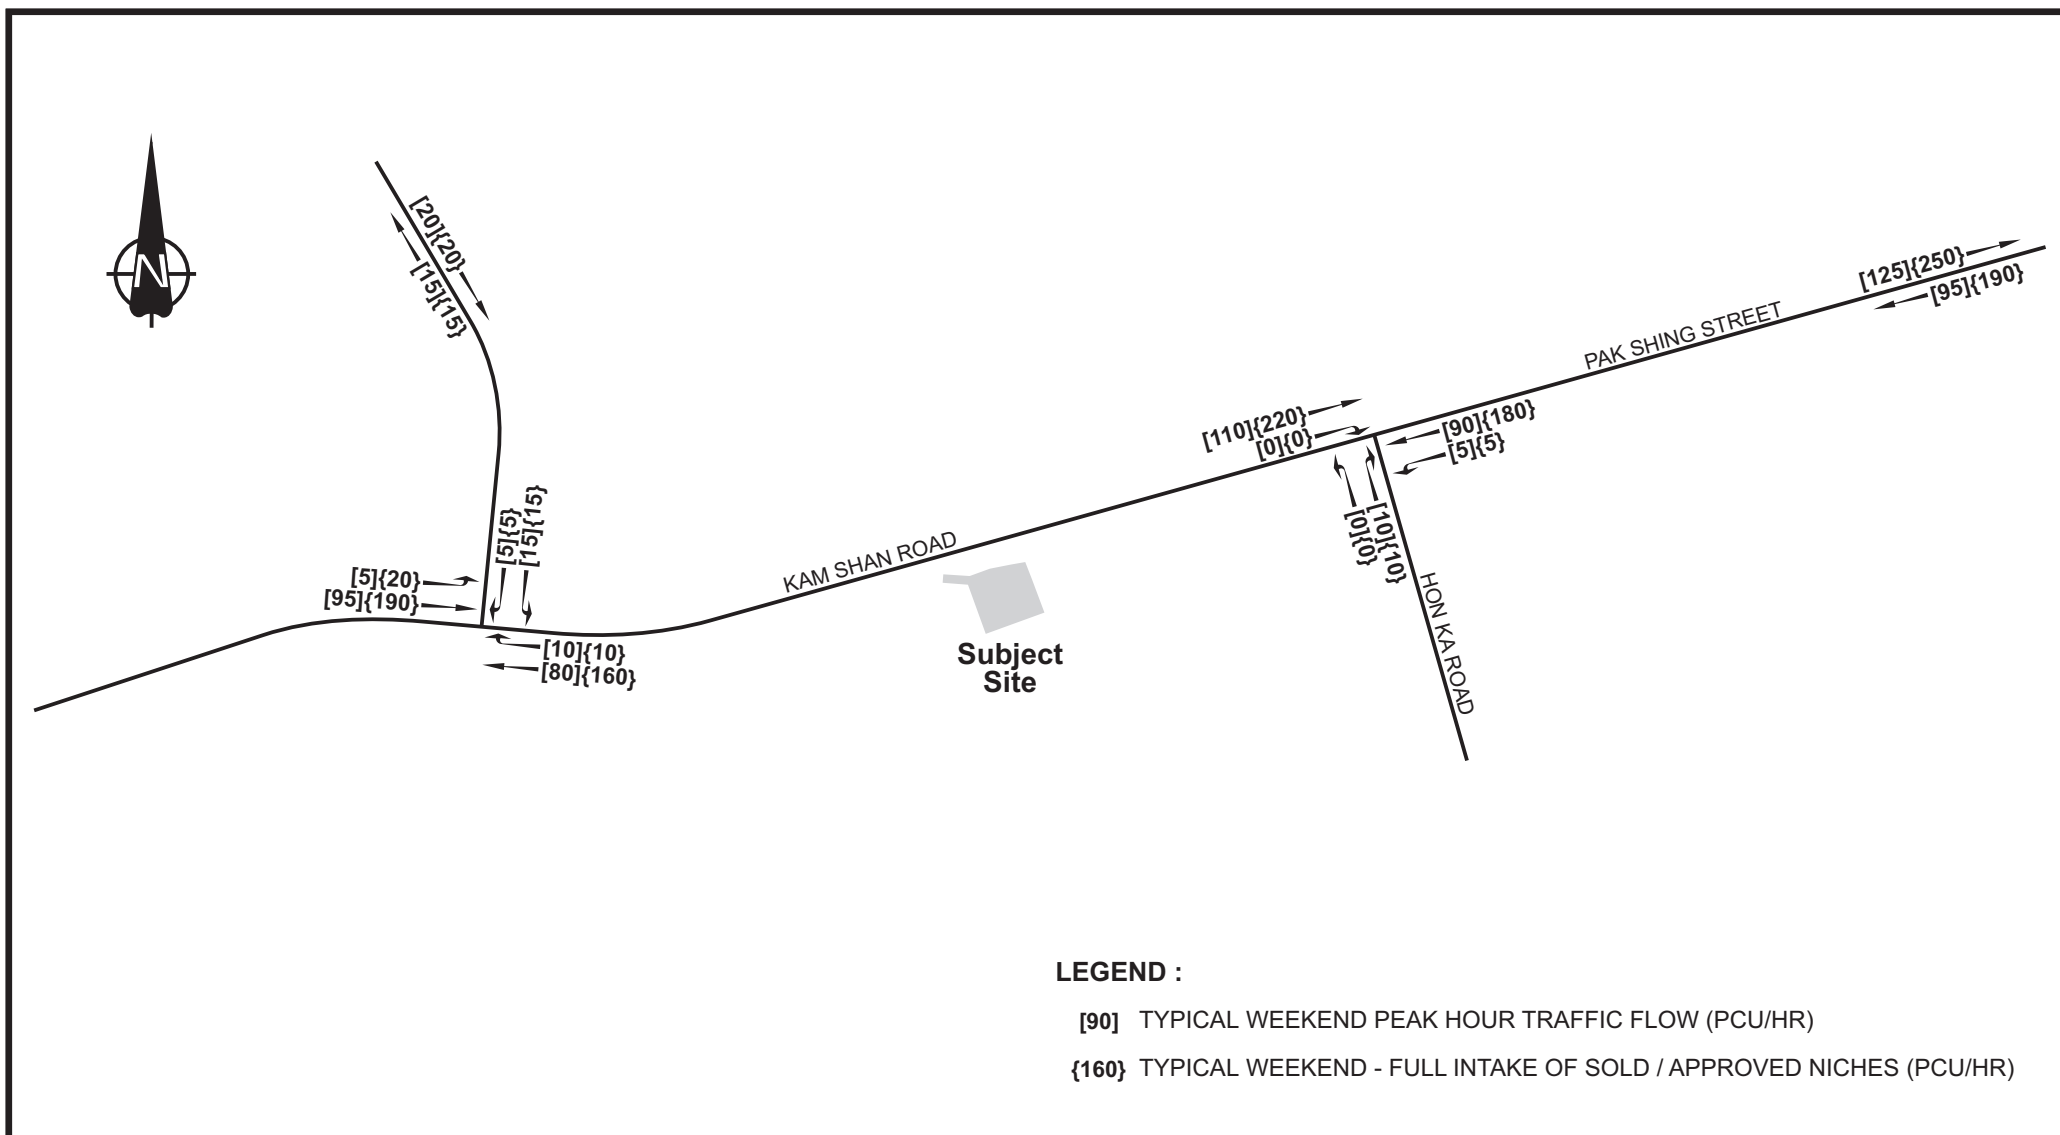 N
[20]{20}
[15]{15}
[125]{250}
[95]{190}
PAK SHING STREET
[110]{220}
[0]{0}
[90]{180}
[5]{5}
[0]{0}
[10]{10}
HON KA ROAD
[5]{5}
[15]{15}
[5]{20}
[95]{190}
KAM SHAN ROAD
[10]{10}
[80]{160}
Subject
Site
LEGEND :
[90] TYPICAL WEEKEND PEAK HOUR TRAFFIC FLOW (PCU/HR)
{160} TYPICAL WEEKEND - FULL INTAKE OF SOLD / APPROVED NICHES (PCU/HR)